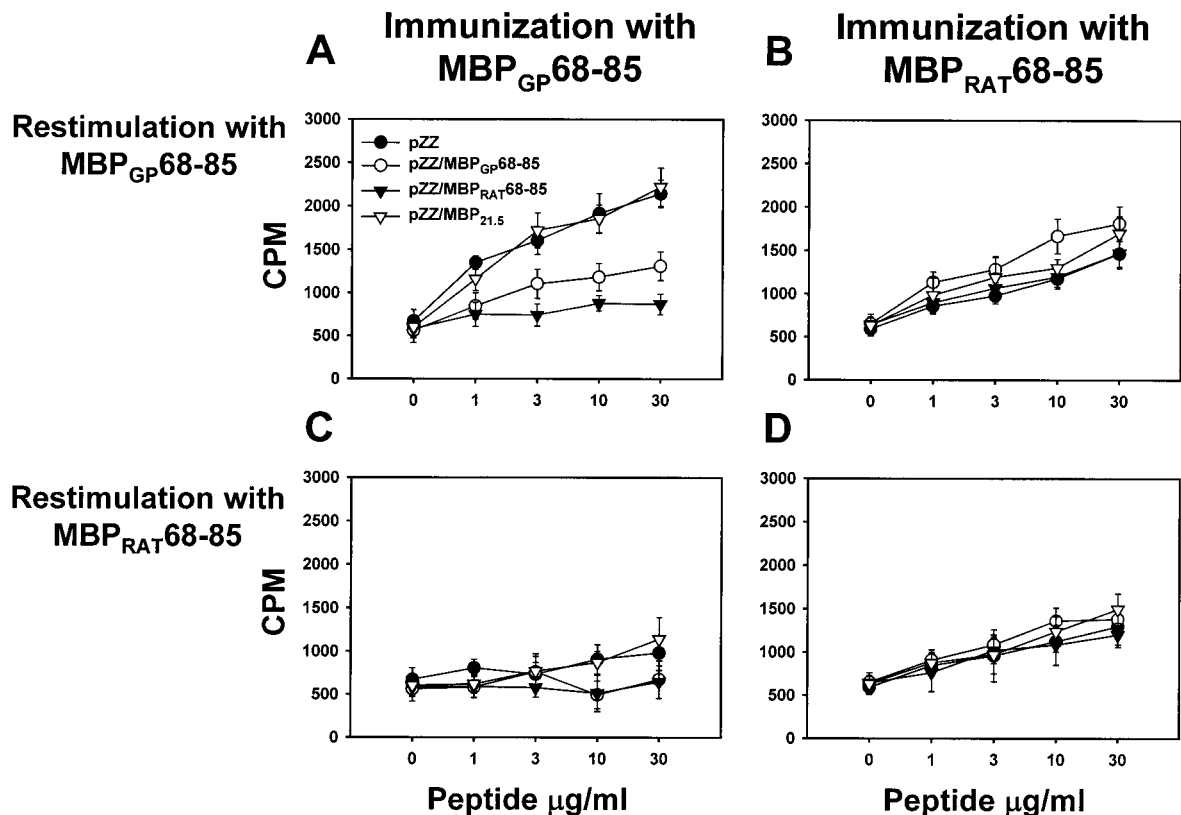 A
Immunization with
MBPGP68-85
B
Immunization with
MBPRAT68-85
Restimulation with
MBPGP68-85
CPM
3000
2500
2000
1500
1000
500
0
pZZ
pZZ/MBPGP68-85
pZZ/MBPRAT68-85
pZZ/MBP21.5
0 1 3 10 30
3000
2500
2000
1500
1000
500
0
0 1 3 10 30
C
D
Restimulation with
MBPRAT68-85
CPM
3000
2500
2000
1500
1000
500
0
0 1 3 10 30
Peptide μg/ml
3000
2500
2000
1500
1000
500
0
0 1 3 10 30
Peptide μg/ml